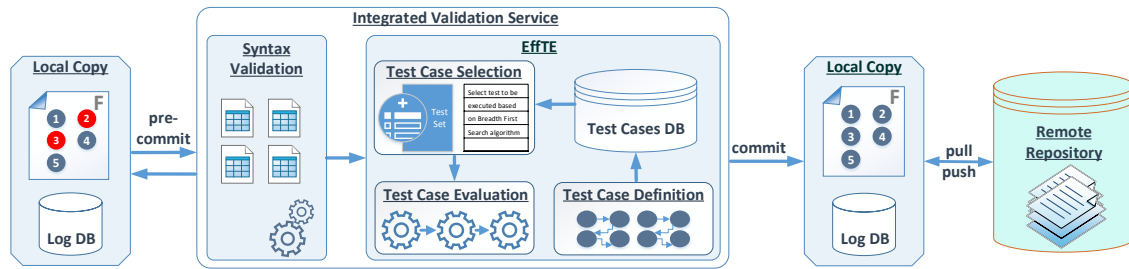 Integrated Validation Service
Local Copy
F
1
2
3
4
5
Log DB
pre-
commit
Syntax
Validation
EffTE
Test Case Selection
Test
Set
Select test to be
executed based
on Breadth First
Search algorithm
Test Cases DB
Test Case Evaluation
Test Case Definition
commit
Local Copy
F
1
2
3
4
5
Log DB
pull
push
Remote
Repository